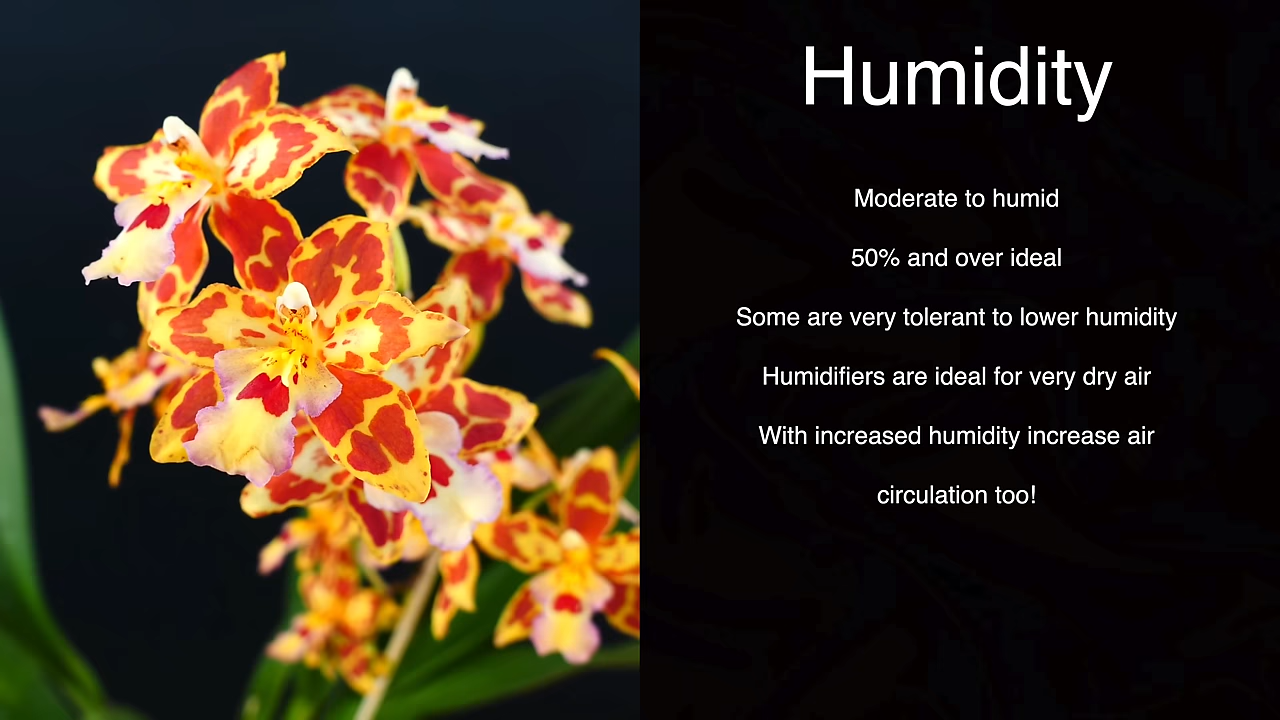 Humidity
Moderate to humid
50% and over ideal
Some are very tolerant to lower humidity
Humidifiers are ideal for very dry air
With increased humidity increase air
circulation too!